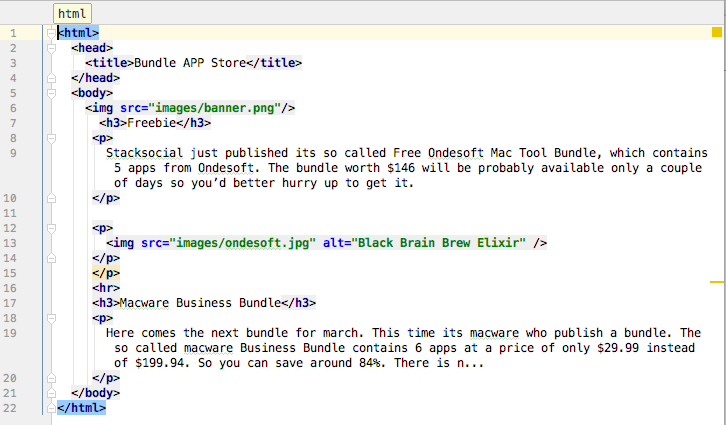 html
1 <html>
2 <head>
3 <title>Bundle APP Store</title>
4 </head>
5 <body>
6 <img src="images/banner.png"/>
7 <h3>Freebie</h3>
8 <p>
9 Stacksocial just published its so called Free Ondesoft Mac Tool Bundle, which contains
5 apps from Ondesoft. The bundle worth $146 will be probably available only a couple
of days so you’d better hurry up to get it.
10 </p>
11
12 <p>
13 <img src="images/ondesoft.jpg" alt="Black Brain Brew Elixir" />
14 </p>
15 </p>
16 <hr>
17 <h3>Macware Business Bundle</h3>
18 <p>
19 Here comes the next bundle for march. This time its macware who publish a bundle. The
so called macware Business Bundle contains 6 apps at a price of only $29.99 instead
of $199.94. So you can save around 84%. There is n...
20 </p>
21 </body>
22 </html>